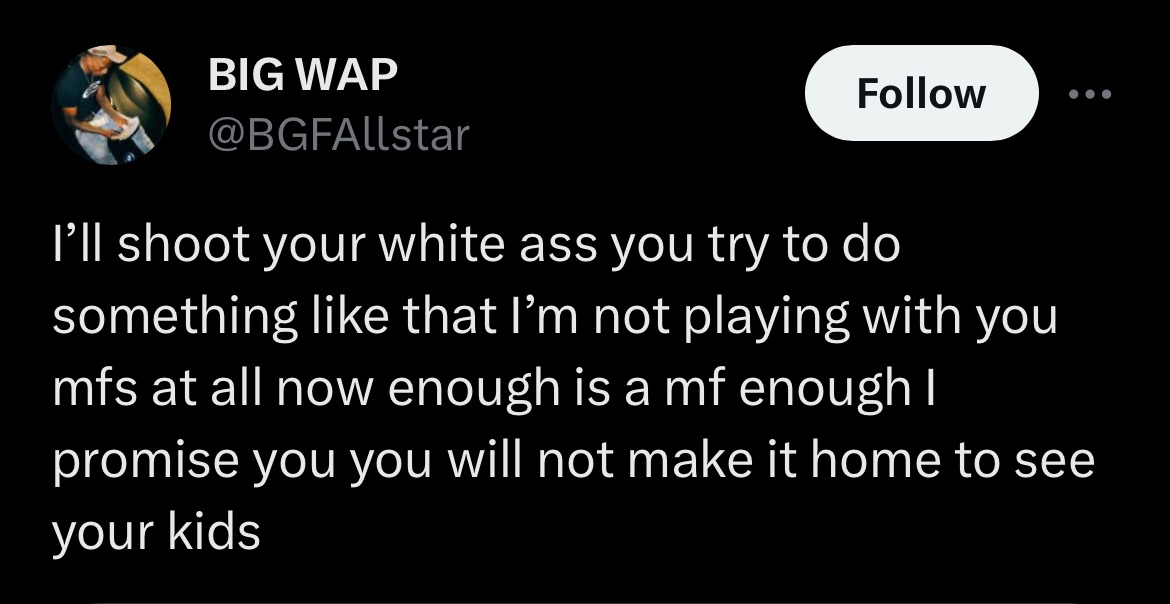 BIG WAP
@BGFAllstar
Follow
I’ll shoot your white ass you try to do
something like that I’m not playing with you
mfs at all now enough is a mf enough I
promise you you will not make it home to see
your kids